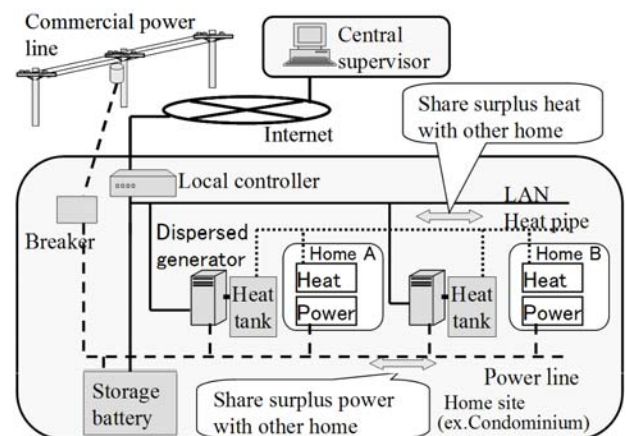 Commercial power
line
Central
supervisor
Share surplus heat
with other home
Internet
Local controller
LAN
Heat pipe
Breaker
Dispersed
generator
Home A
Heat
Power
Heat
tank
Home B
Heat
Power
Heat
tank
Storage
battery
Share surplus power
with other home
Power line
Home site
(ex.Condominium)